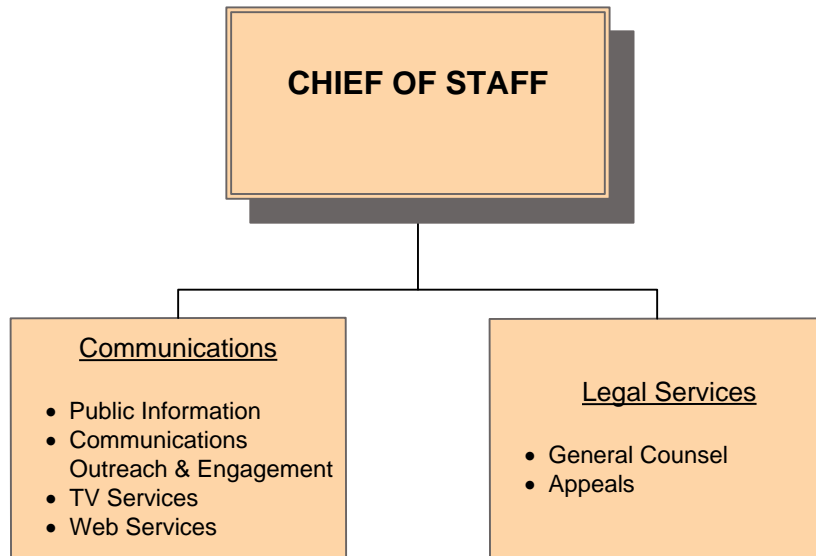 CHIEF OF STAFF
Communications
• Public Information
• Communications
Outreach & Engagement
• TV Services
• Web Services
Legal Services
• General Counsel
• Appeals